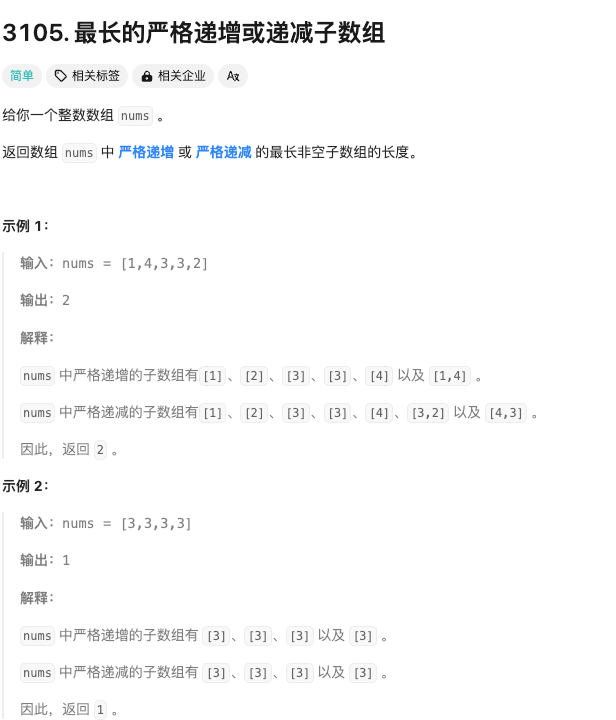 3105. 最长的严格递增或递减子数组
简单 相关标签 相关企业 A文
给你一个整数数组 nums 。
返回数组 nums 中 严格递增 或 严格递减 的最长非空子数组的长度。
示例 1：
输入：nums = [1,4,3,3,2]
输出：2
解释：
nums 中严格递增的子数组有[1]、[2]、[3]、[3]、[4] 以及 [1,4] 。
nums 中严格递减的子数组有[1]、[2]、[3]、[3]、[4]、[3,2] 以及 [4,3] 。
因此，返回 2 。
示例 2：
输入：nums = [3,3,3,3]
输出：1
解释：
nums 中严格递增的子数组有 [3]、[3]、[3] 以及 [3] 。
nums 中严格递减的子数组有 [3]、[3]、[3] 以及 [3] 。
因此，返回 1 。